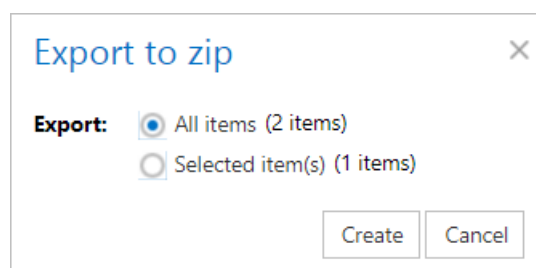 Export to zip
Export: All items (2 items)
Selected item(s) (1 items)
Create Cancel